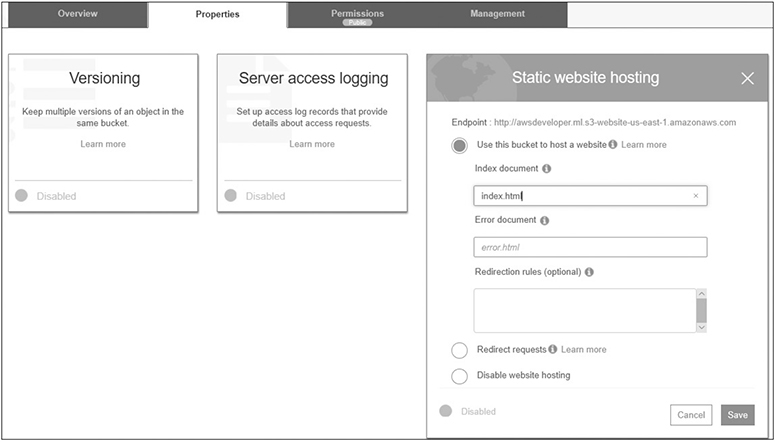 Overview
Properties
Permissions
Public
Management
Versioning
Keep multiple versions of an object in the
same bucket.
Learn more
Disabled
Server access logging
Set up access log records that provide
details about access requests.
Learn more
Disabled
Static website hosting
Endpoint : http://awsdeveloper.ml.s3-website-us-east-1.amazonaws.com
Use this bucket to host a website Learn more
Index document
index.html
Error document
error.html
Redirection rules (optional)
Redirect requests Learn more
Disable website hosting
Disabled
Cancel
Save